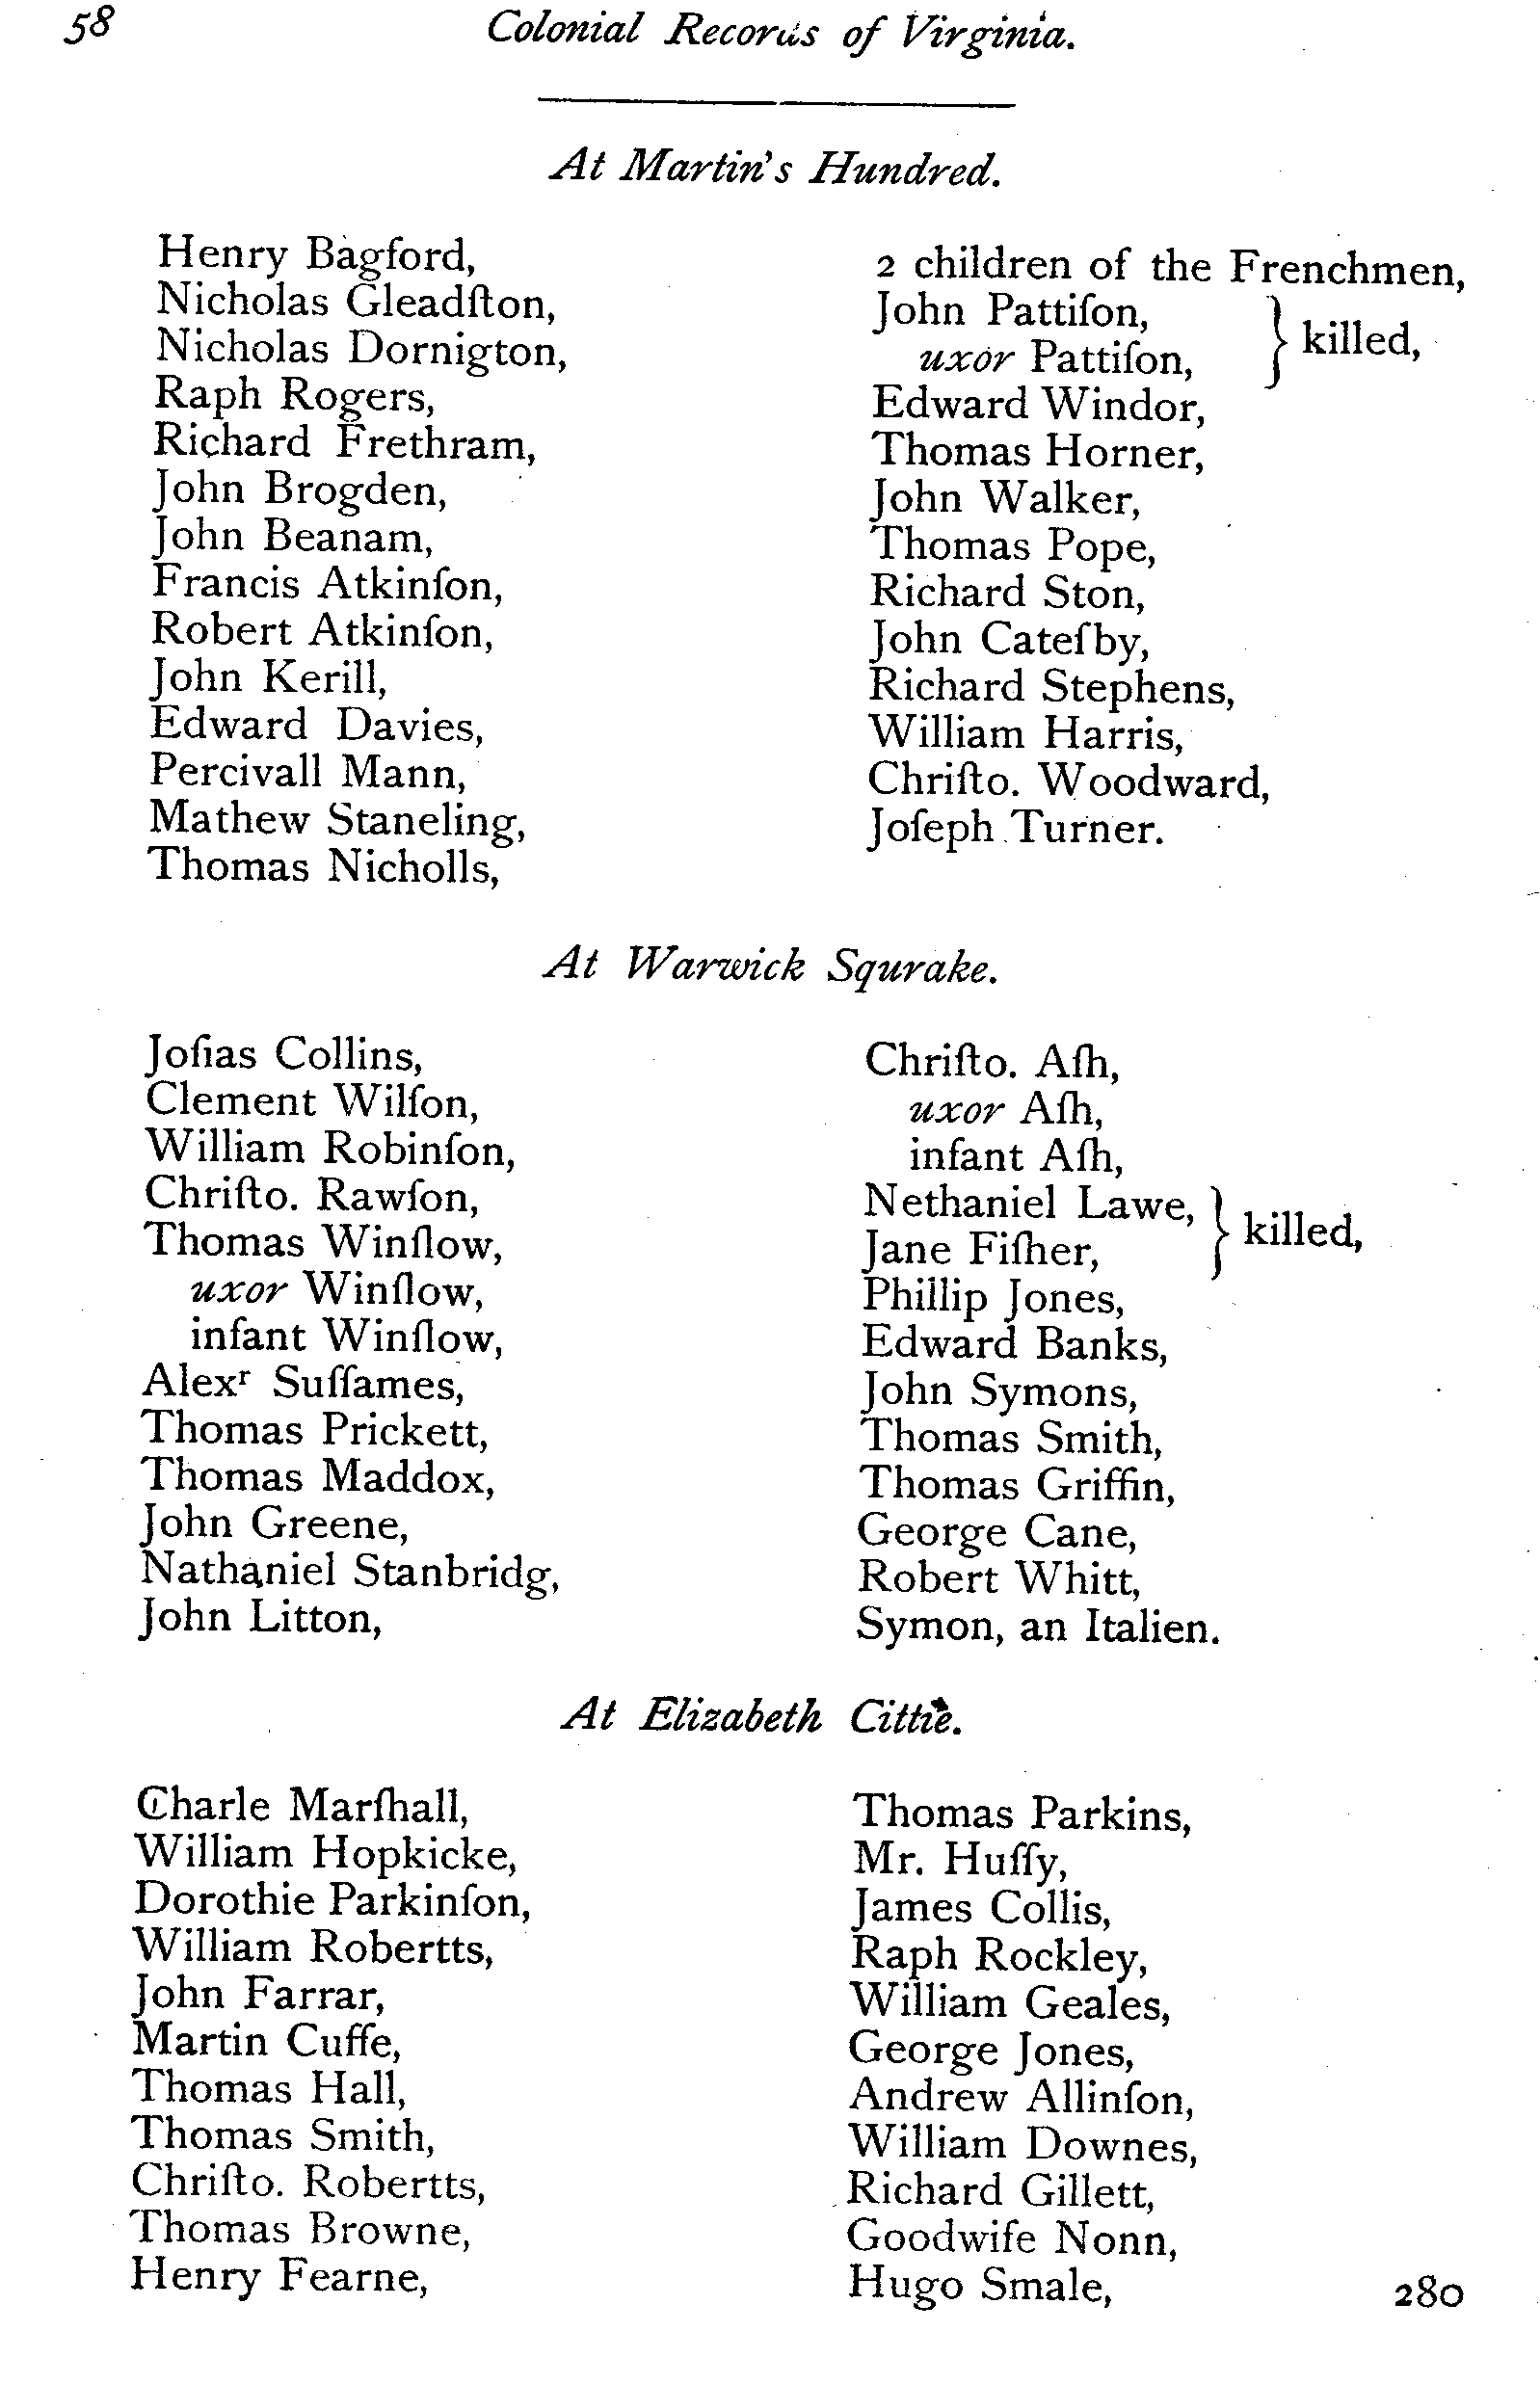 58
Colonial Records of Virginia.
At Martin's Hundred.
Henry Bagford,
Nicholas Gleadſton,
Nicholas Dornigton,
Raph Rogers,
Richard Frethram,
John Brogden,
John Beanam,
Francis Atkinſon,
Robert Atkinſon,
John Kerill,
Edward Davies,
Percivall Mann,
Mathew Staneling,
Thomas Nicholls,
2 children of the Frenchmen,
John Pattiſon, } killed,
uxor Pattiſon,
Edward Windor,
Thomas Horner,
John Walker,
Thomas Pope,
Richard Ston,
John Cateſby,
Richard Stephens,
William Harris,
Chriſto. Woodward,
Joſeph Turner.
At Warwick Squrake.
Joſias Collins,
Clement Wilſon,
William Robinſon,
Chriſto. Rawſon,
Thomas Winſlow,
uxor Winſlow,
infant Winſlow,
Alexʳ Suſſames,
Thomas Prickett,
Thomas Maddox,
John Greene,
Nathaniel Stanbridg,
John Litton,
Chriſto. Aſh,
uxor Aſh,
infant Aſh,
Nethaniel Lawe, } killed,
Jane Fiſher,
Phillip Jones,
Edward Banks,
John Symons,
Thomas Smith,
Thomas Griffin,
George Cane,
Robert Whitt,
Symon, an Italien.
At Elizabeth Cittie.
Charle Marſhall,
William Hopkicke,
Dorothie Parkinſon,
William Robertts,
John Farrar,
Martin Cuffe,
Thomas Hall,
Thomas Smith,
Chriſto. Robertts,
Thomas Browne,
Henry Fearne,
Thomas Parkins,
Mr. Huſſy,
James Collis,
Raph Rockley,
William Geales,
George Jones,
Andrew Allinſon,
William Downes,
Richard Gillett,
Goodwife Nonn,
Hugo Smale,
280